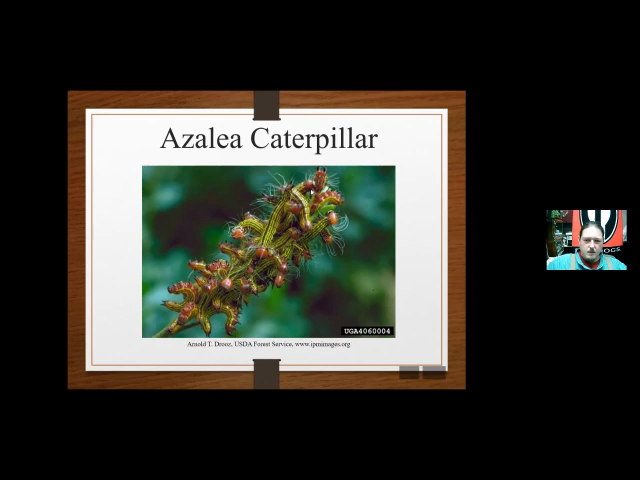 Azalea Caterpillar
UGA4060004
Arnold T. Drooz, USDA Forest Service, www.ipmimages.org